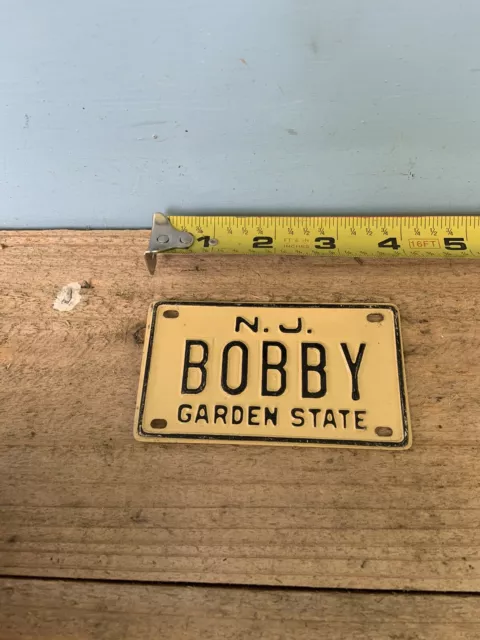 1 2 3 4 16FT 5
N.J.
BOBBY
GARDEN STATE